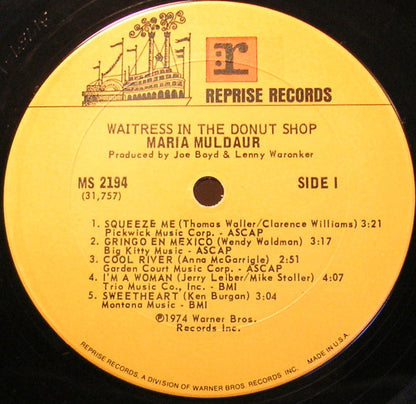 r
REPRISE RECORDS
WAITRESS IN THE DONUT SHOP
MARIA MULDAUR
Produced by Joe Boyd & Lenny Waronker
MS 2194
(31,757)
SIDE 1
1. SQUEEZE ME (Thomas Waller/Clarence Williams) 3:21
Pickwick Music Corp. - ASCAP
2. GRINGO EN MEXICO (Wendy Waldman) 3:17
Big Kitty Music - ASCAP
3. COOL RIVER (Anna McGarrigle) 2:51
Garden Court Music Corp. - ASCAP
4. I'M A WOMAN (Jerry Leiber/Mike Stoller) 4:07
Trio Music Co., Inc. - BMI
5. SWEETHEART (Ken Burgan) 3:04
Montana Music - BMI
℗1974 Warner Bros.
Records Inc.
REPRISE RECORDS, A DIVISION OF WARNER BROS. RECORDS INC. MADE IN U.S.A.